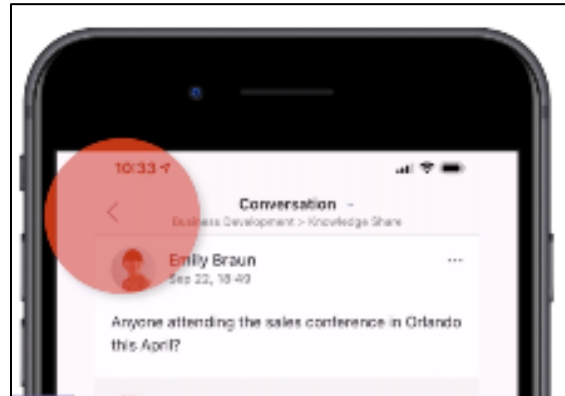 10:33
Conversation
Business Development > Knowledge Share
Emily Braun
Sep 22, 18:49
Anyone attending the sales conference in Orlando
this April?